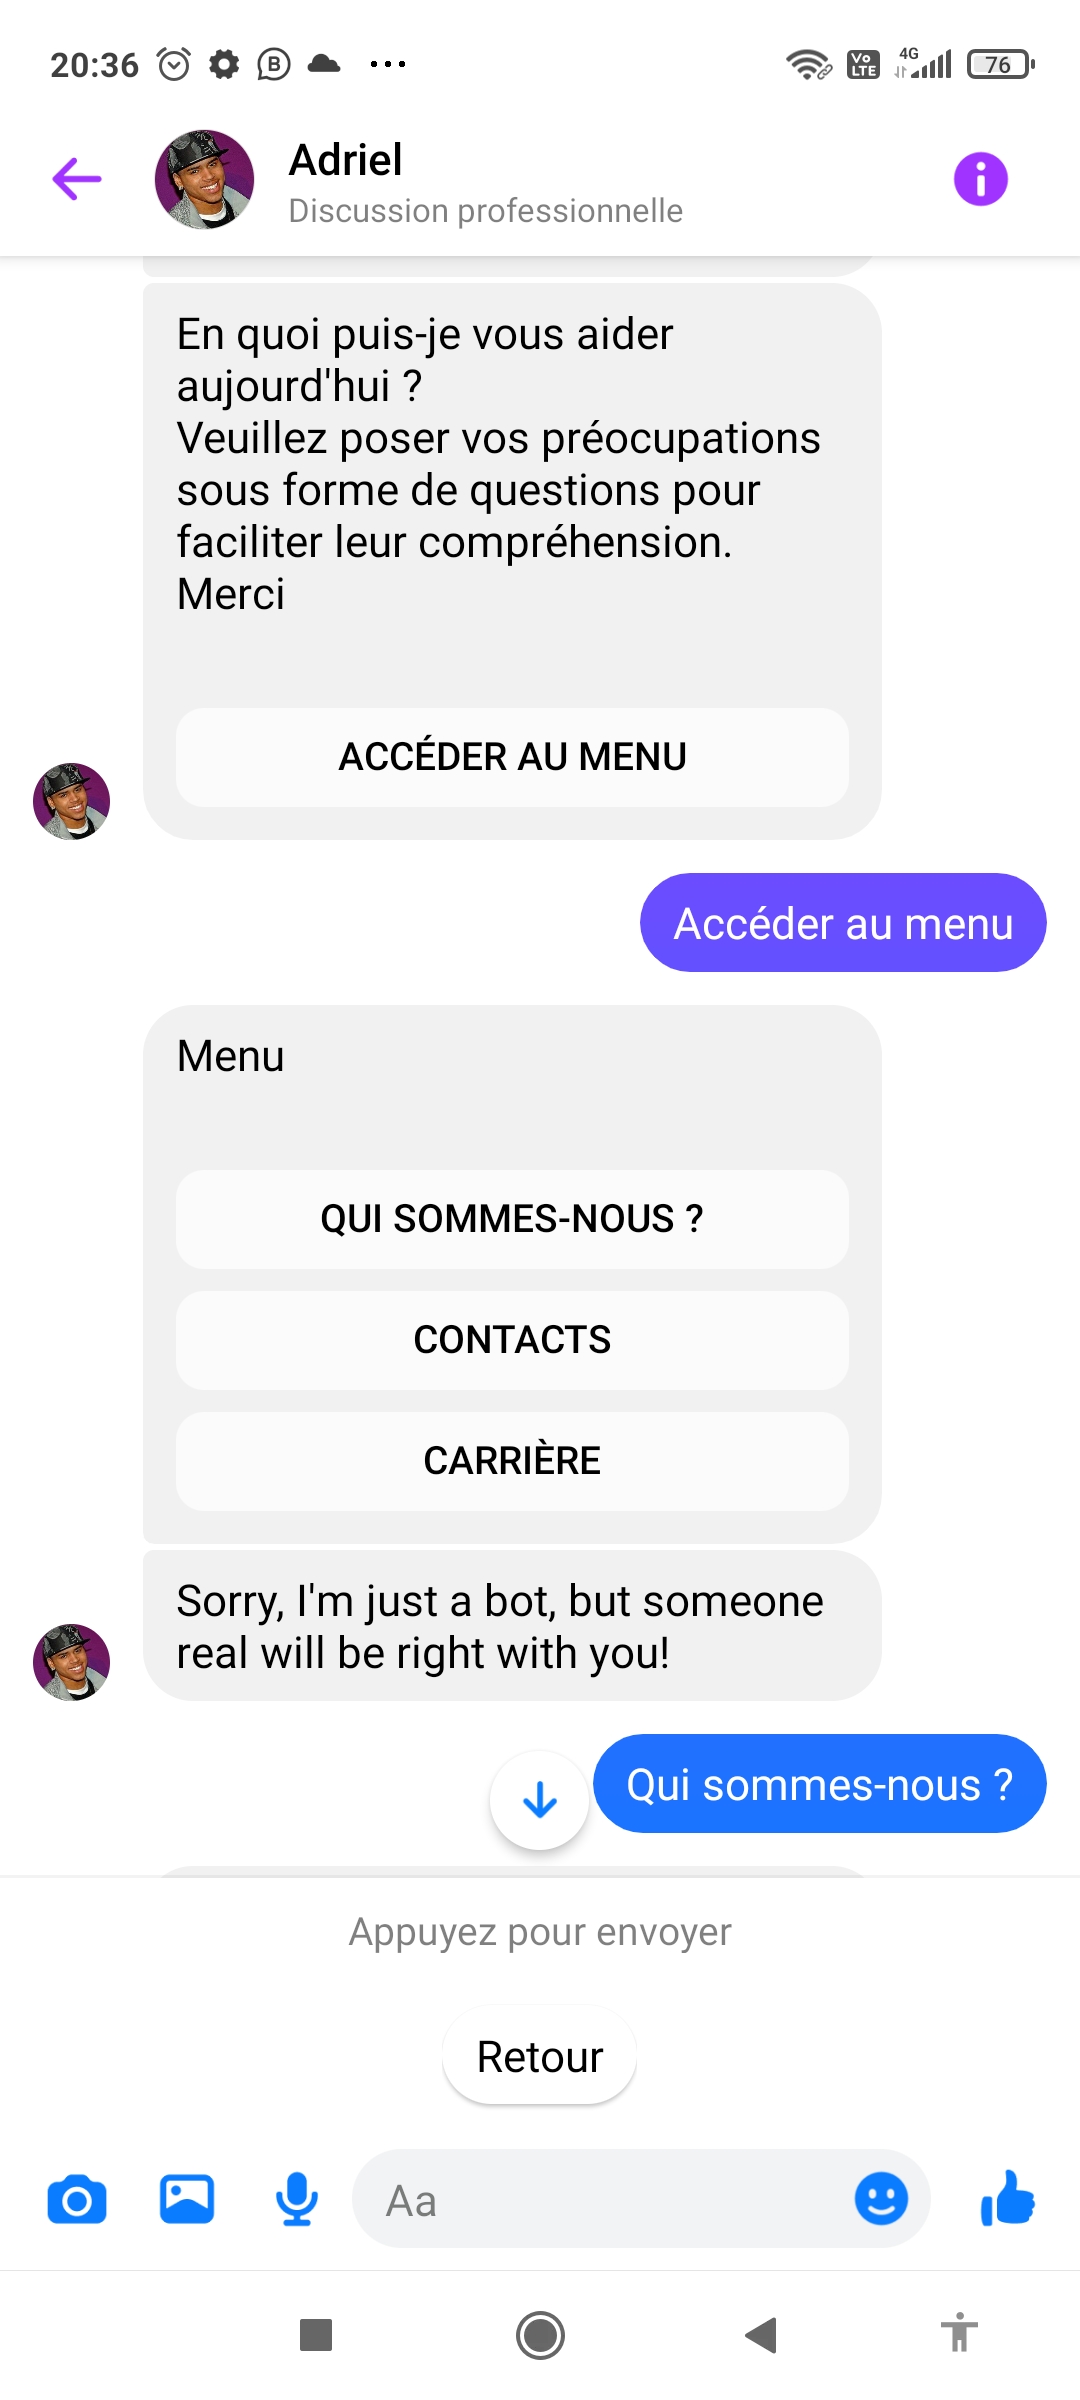 20:36
B
Vo LTE
4G
76
Adriel
Discussion professionnelle
En quoi puis-je vous aider
aujourd'hui ?
Veuillez poser vos préocupations
sous forme de questions pour
faciliter leur compréhension.
Merci
ACCÉDER AU MENU
Accéder au menu
Menu
QUI SOMMES-NOUS ?
CONTACTS
CARRIÈRE
Sorry, I'm just a bot, but someone
real will be right with you!
Qui sommes-nous ?
Appuyez pour envoyer
Retour
Aa